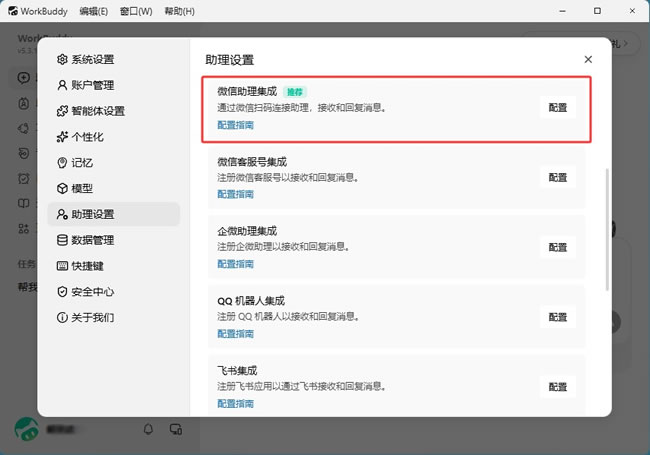 WorkBuddy 编辑(E) 窗口(W) 帮助(H)
系统设置
账户管理
智能体设置
个性化
记忆
模型
助理设置
数据管理
快捷键
安全中心
关于我们
助理设置
微信助理集成 推荐
通过微信扫码连接助理，接收和回复消息。
配置指南
配置
微信客服号集成
注册微信客服号以接收和回复消息。
配置指南
配置
企微助理集成
注册企微助理以接收和回复消息。
配置指南
配置
QQ 机器人集成
注册 QQ 机器人以接收和回复消息。
配置指南
配置
飞书集成
注册飞书应用以通过飞书接收和回复消息。
配置指南
配置
任务